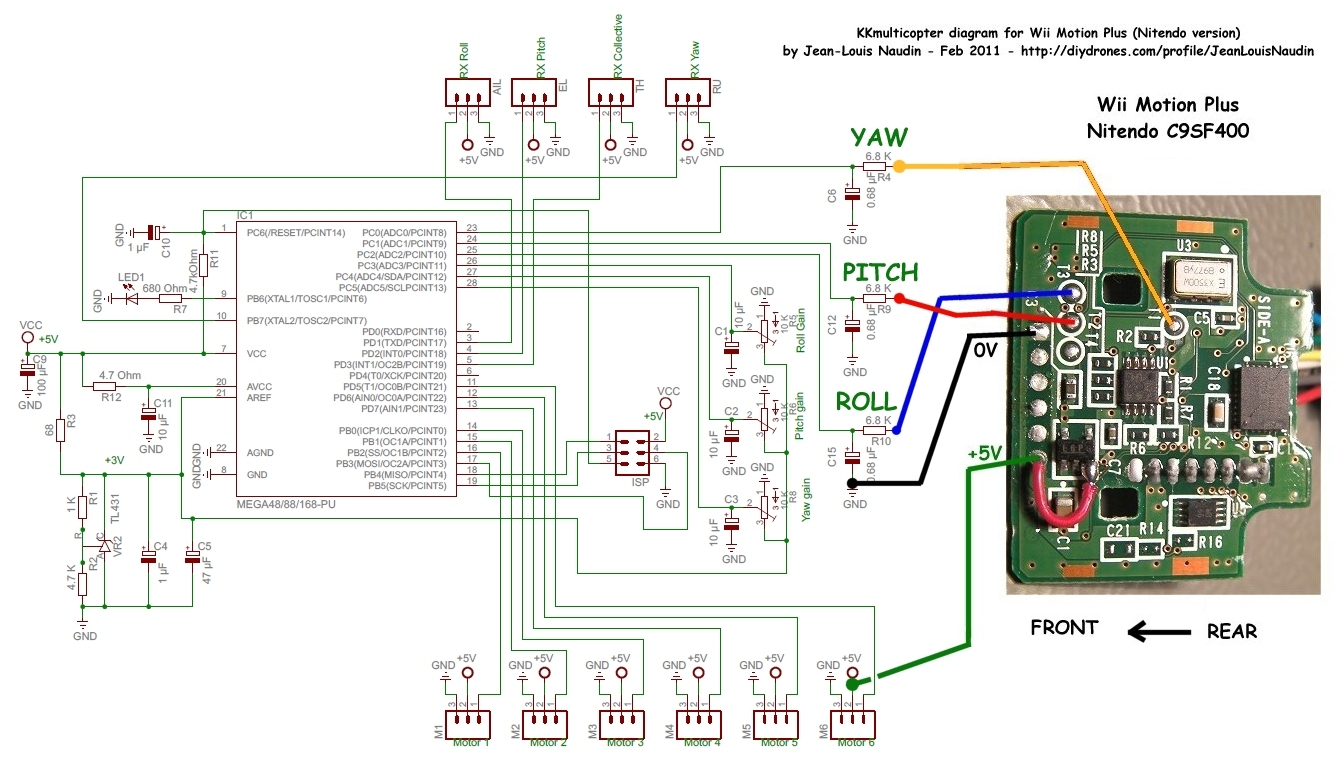 KKmulticopter diagram for Wii Motion Plus (Nitendo version)
by Jean-Louis Naudin - Feb 2011 - http://diydrones.com/profile/JeanLouisNaudin
Wii Motion Plus
Nitendo C9SF400
RX Roll
RX Pitch
RX Collective
RX Yaw
AIL
EL
TH
RU
1 2 3
1 2 3
1 2 3
1 2 3
GND
GND
GND
GND
+5V
+5V
+5V
+5V
YAW
6.8 K
R4
C6
0.68 µF
GND
PITCH
6.8 K
R9
C12
0.68 µF
GND
ROLL
6.8 K
R10
C15
0.68 µF
GND
0V
+5V
IC1
1 PC6(/RESET/PCINT14)
9 PB6(XTAL1/TOSC1/PCINT6)
10 PB7(XTAL2/TOSC2/PCINT7)
7 VCC
20 AVCC
21 AREF
22 AGND
8 GND
PC0(ADC0/PCINT8) 23
PC1(ADC1/PCINT9) 24
PC2(ADC2/PCINT10) 25
PC3(ADC3/PCINT11) 26
PC4(ADC4/SDA/PCINT12) 27
PC5(ADC5/SCL/PCINT13) 28
PD0(RXD/PCINT16) 2
PD1(TXD/PCINT17) 3
PD2(INT0/PCINT18) 4
PD3(INT1/OC2B/PCINT19) 5
PD4(T0/XCK/PCINT20) 6
PD5(T1/OC0B/PCINT21) 11
PD6(AIN0/OC0A/PCINT22) 12
PD7(AIN1/PCINT23) 13
PB0(ICP1/CLKO/PCINT0) 14
PB1(OC1A/PCINT1) 15
PB2(SS/OC1B/PCINT2) 16
PB3(MOSI/OC2A/PCINT3) 17
PB4(MISO/PCINT4) 18
PB5(SCK/PCINT5) 19
MEGA48/88/168-PU
GND
1 µF
C10
4.7kOhm
R11
LED1
GND
680 Ohm
R7
VCC
+5V
C9
100 µF
GND
4.7 Ohm
R12
C11
10 µF
GND
68
R3
GND
GND
+3V
1 K
R1
TL431
VR2
R2
4.7 K
C4
1 µF
C5
47 µF
GND
GND
C1
10 µF
GND
2
10 K
R5
Roll Gain
GND
C2
10 µF
GND
2
10 K
R6
Pitch gain
GND
C3
10 µF
GND
2
10 K
R8
Yaw gain
VCC
+5V
1 2
3 4
5 6
ISP
GND
GND +5V
GND +5V
GND +5V
GND +5V
GND +5V
GND +5V
3 2 1
3 2 1
3 2 1
3 2 1
3 2 1
3 2 1
M1
M2
M3
M4
M5
M6
Motor 1
Motor 2
Motor 3
Motor 4
Motor 5
Motor 6
R8
R5
R3
U3
C5
SIDE-A
R2
C18
R7
R6
R12
C7
C1
C21
R14
R16
FRONT
REAR